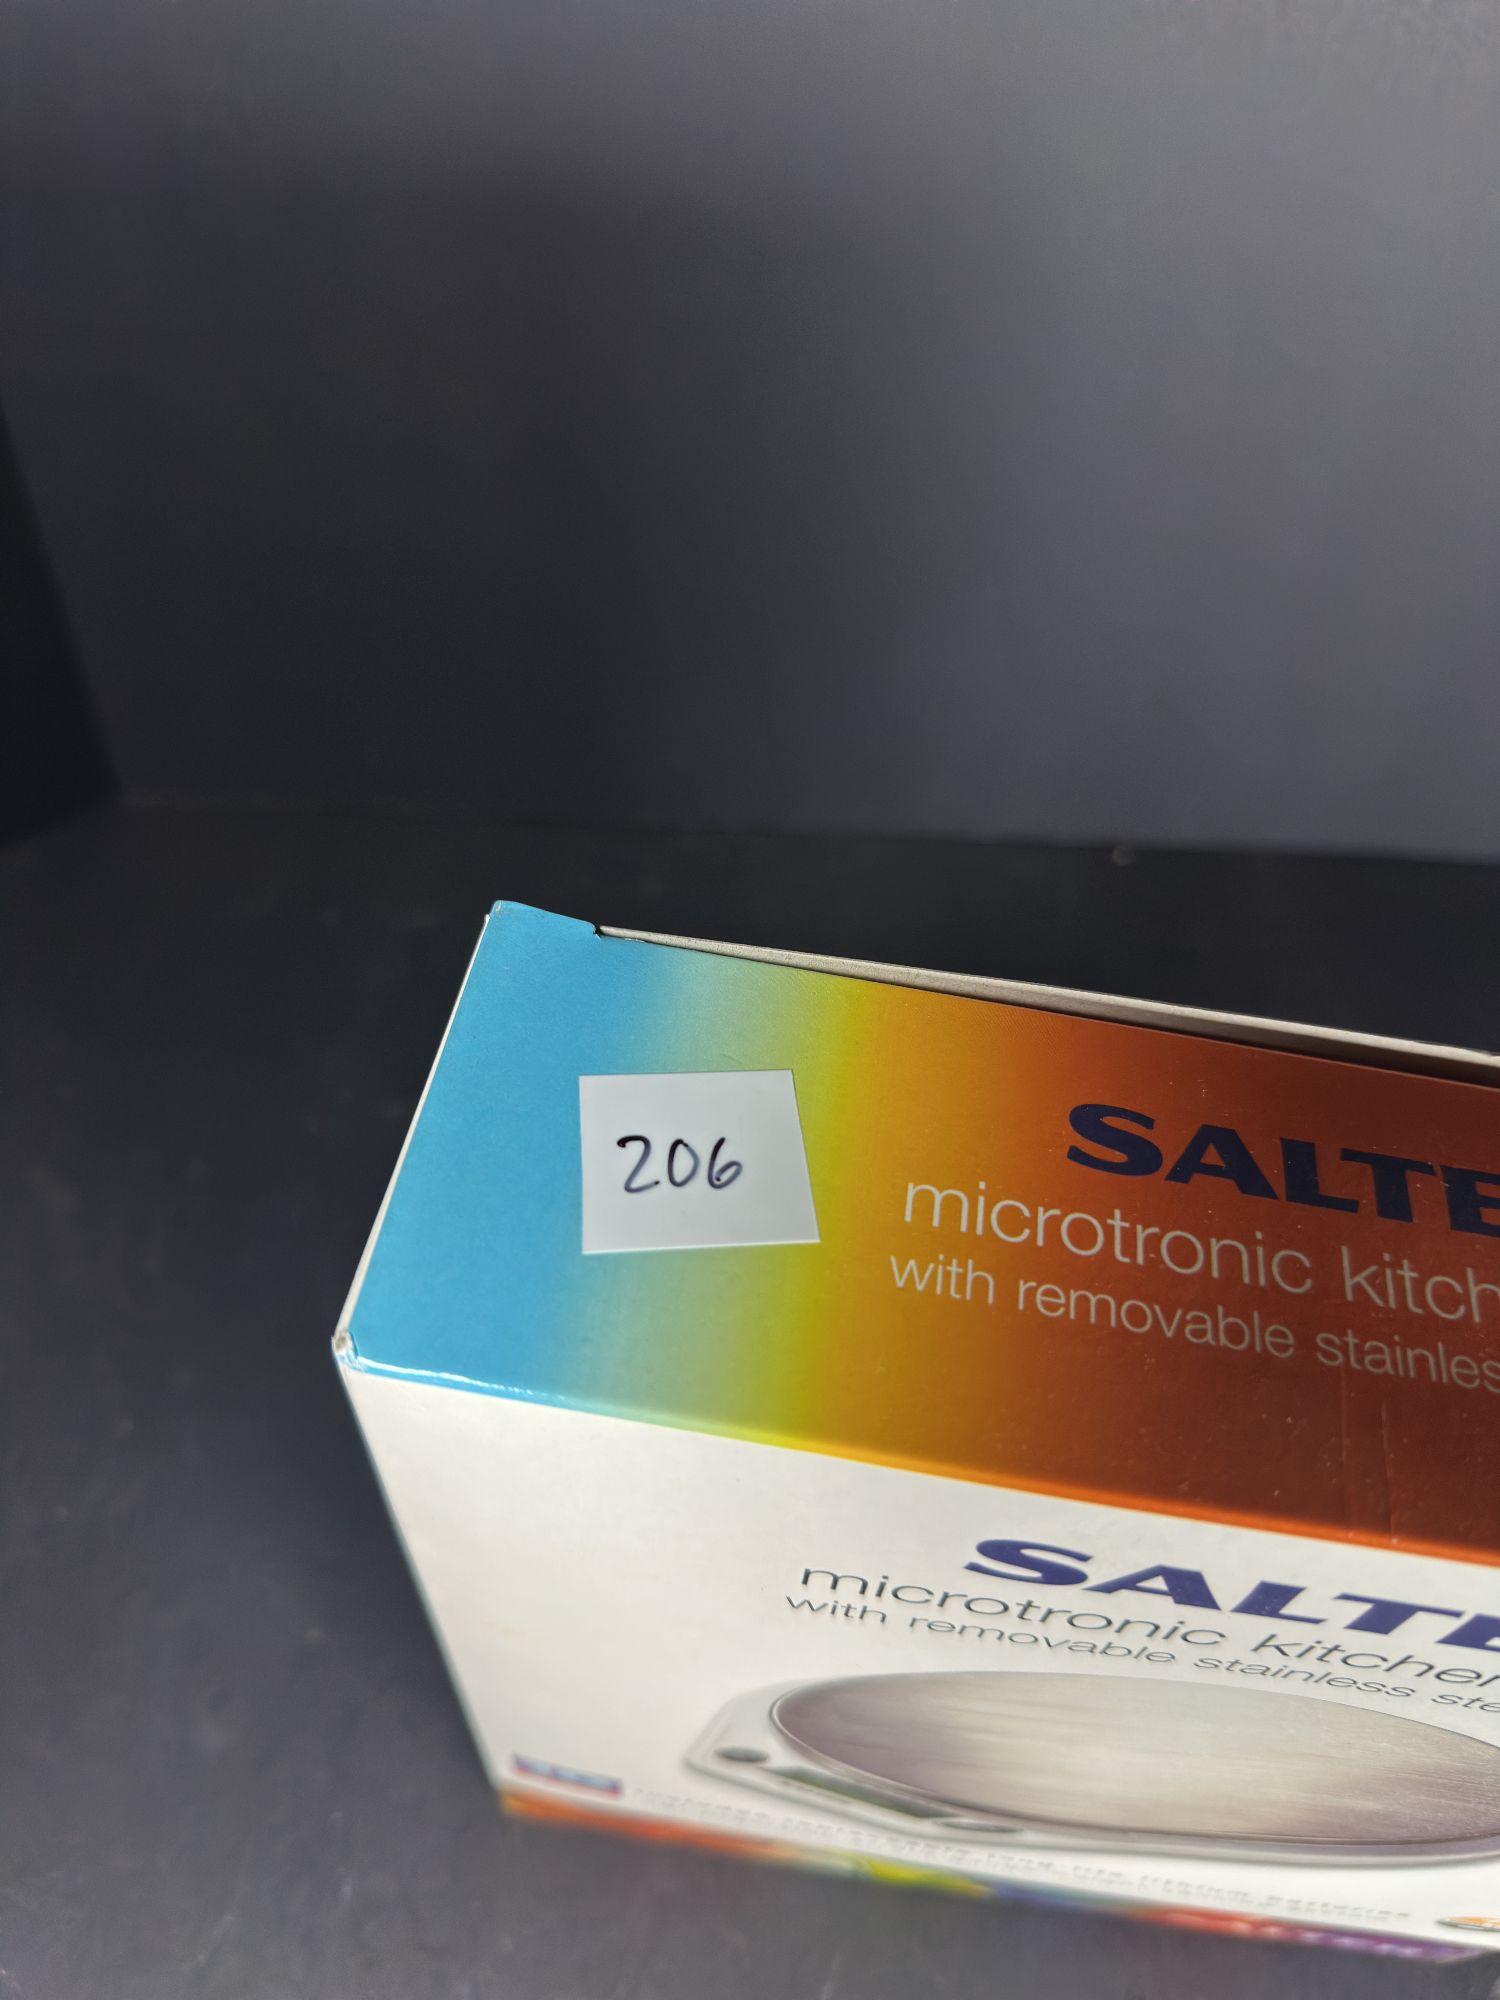 206
SALTE
microtronic kitch
with removable stainles
SALTE
microtronic kitchen
with removable stainless ste